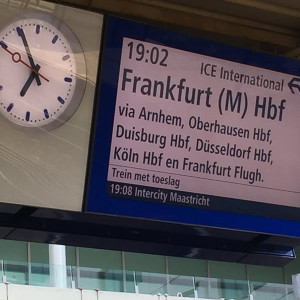 19:02
ICE International
Frankfurt (M) Hbf
via Arnhem, Oberhausen Hbf,
Duisburg Hbf, Düsseldorf Hbf,
Köln Hbf en Frankfurt Flugh.
Trein met toeslag
19:08 Intercity Maastricht